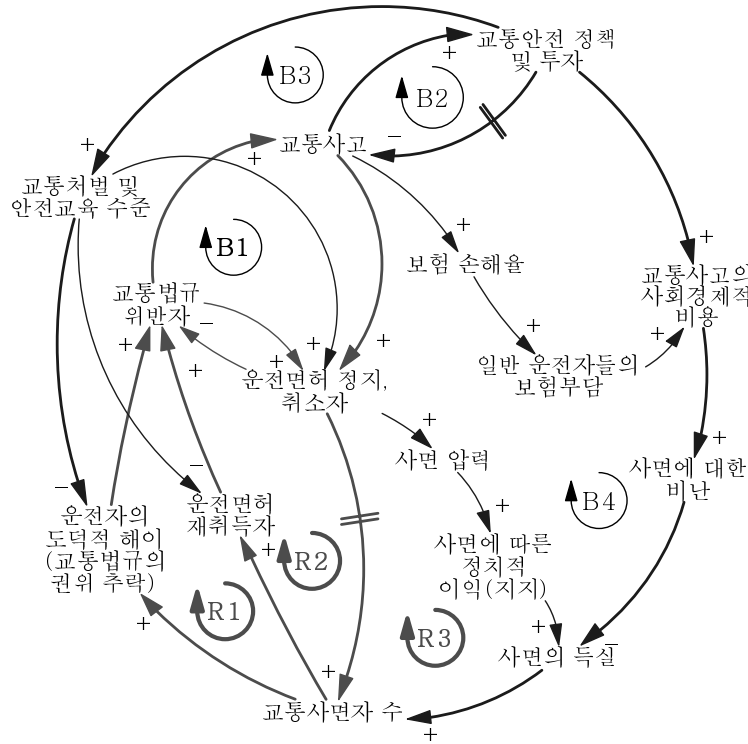 교통안전 정책
및 투자
+
B3
B2
+
−
교통사고
+
+
교통처벌 및
안전교육 수준
+
B1
+
보험 손해율
+
교통사고의
사회경제적
비용
교통법규
위반자
−
+
+
+
+
+
+
+
일반 운전자들의
보험부담
운전면허 정지,
취소자
+
사면 압력
+
사면에 대한
비난
−
−
운전면허
재취득자
B4
+
운전자의
도덕적 해이
(교통법규의
권위 추락)
+
R2
사면에 따른
정치적
이익(지지)
R1
+
R3
+
−
사면의 득실
+
교통사면자 수
+